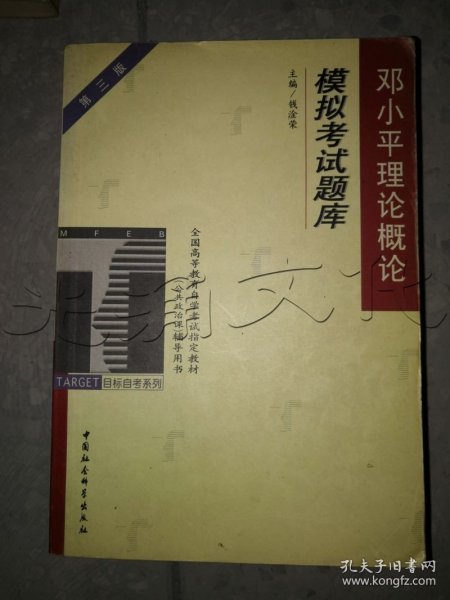 第三版
邓小平理论概论
模拟考试题库
主编/钱淦荣
全国高等教育自学考试指定教材
(公共政治课)辅导用书
MFEB
TARGET 目标自考系列
中国社会科学出版社
孔夫子旧书网
www.kongfz.com